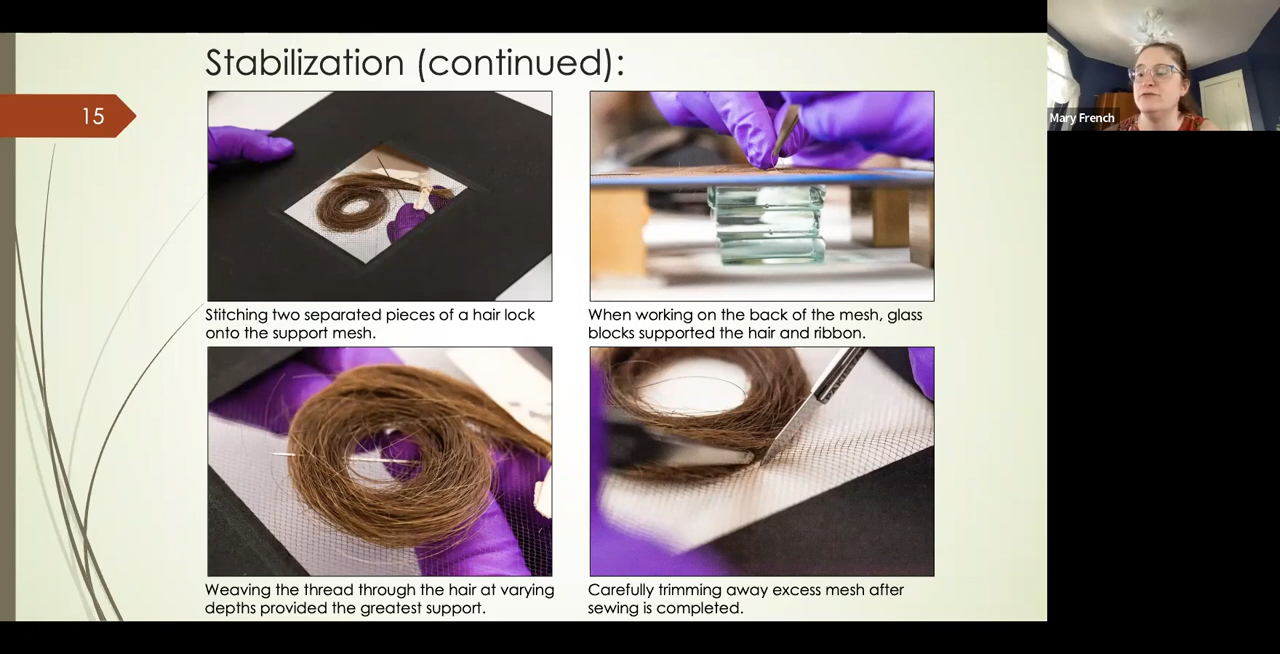 Stabilization (continued):
15
Mary French
Stitching two separated pieces of a hair lock
onto the support mesh.
When working on the back of the mesh, glass
blocks supported the hair and ribbon.
Weaving the thread through the hair at varying
depths provided the greatest support.
Carefully trimming away excess mesh after
sewing is completed.